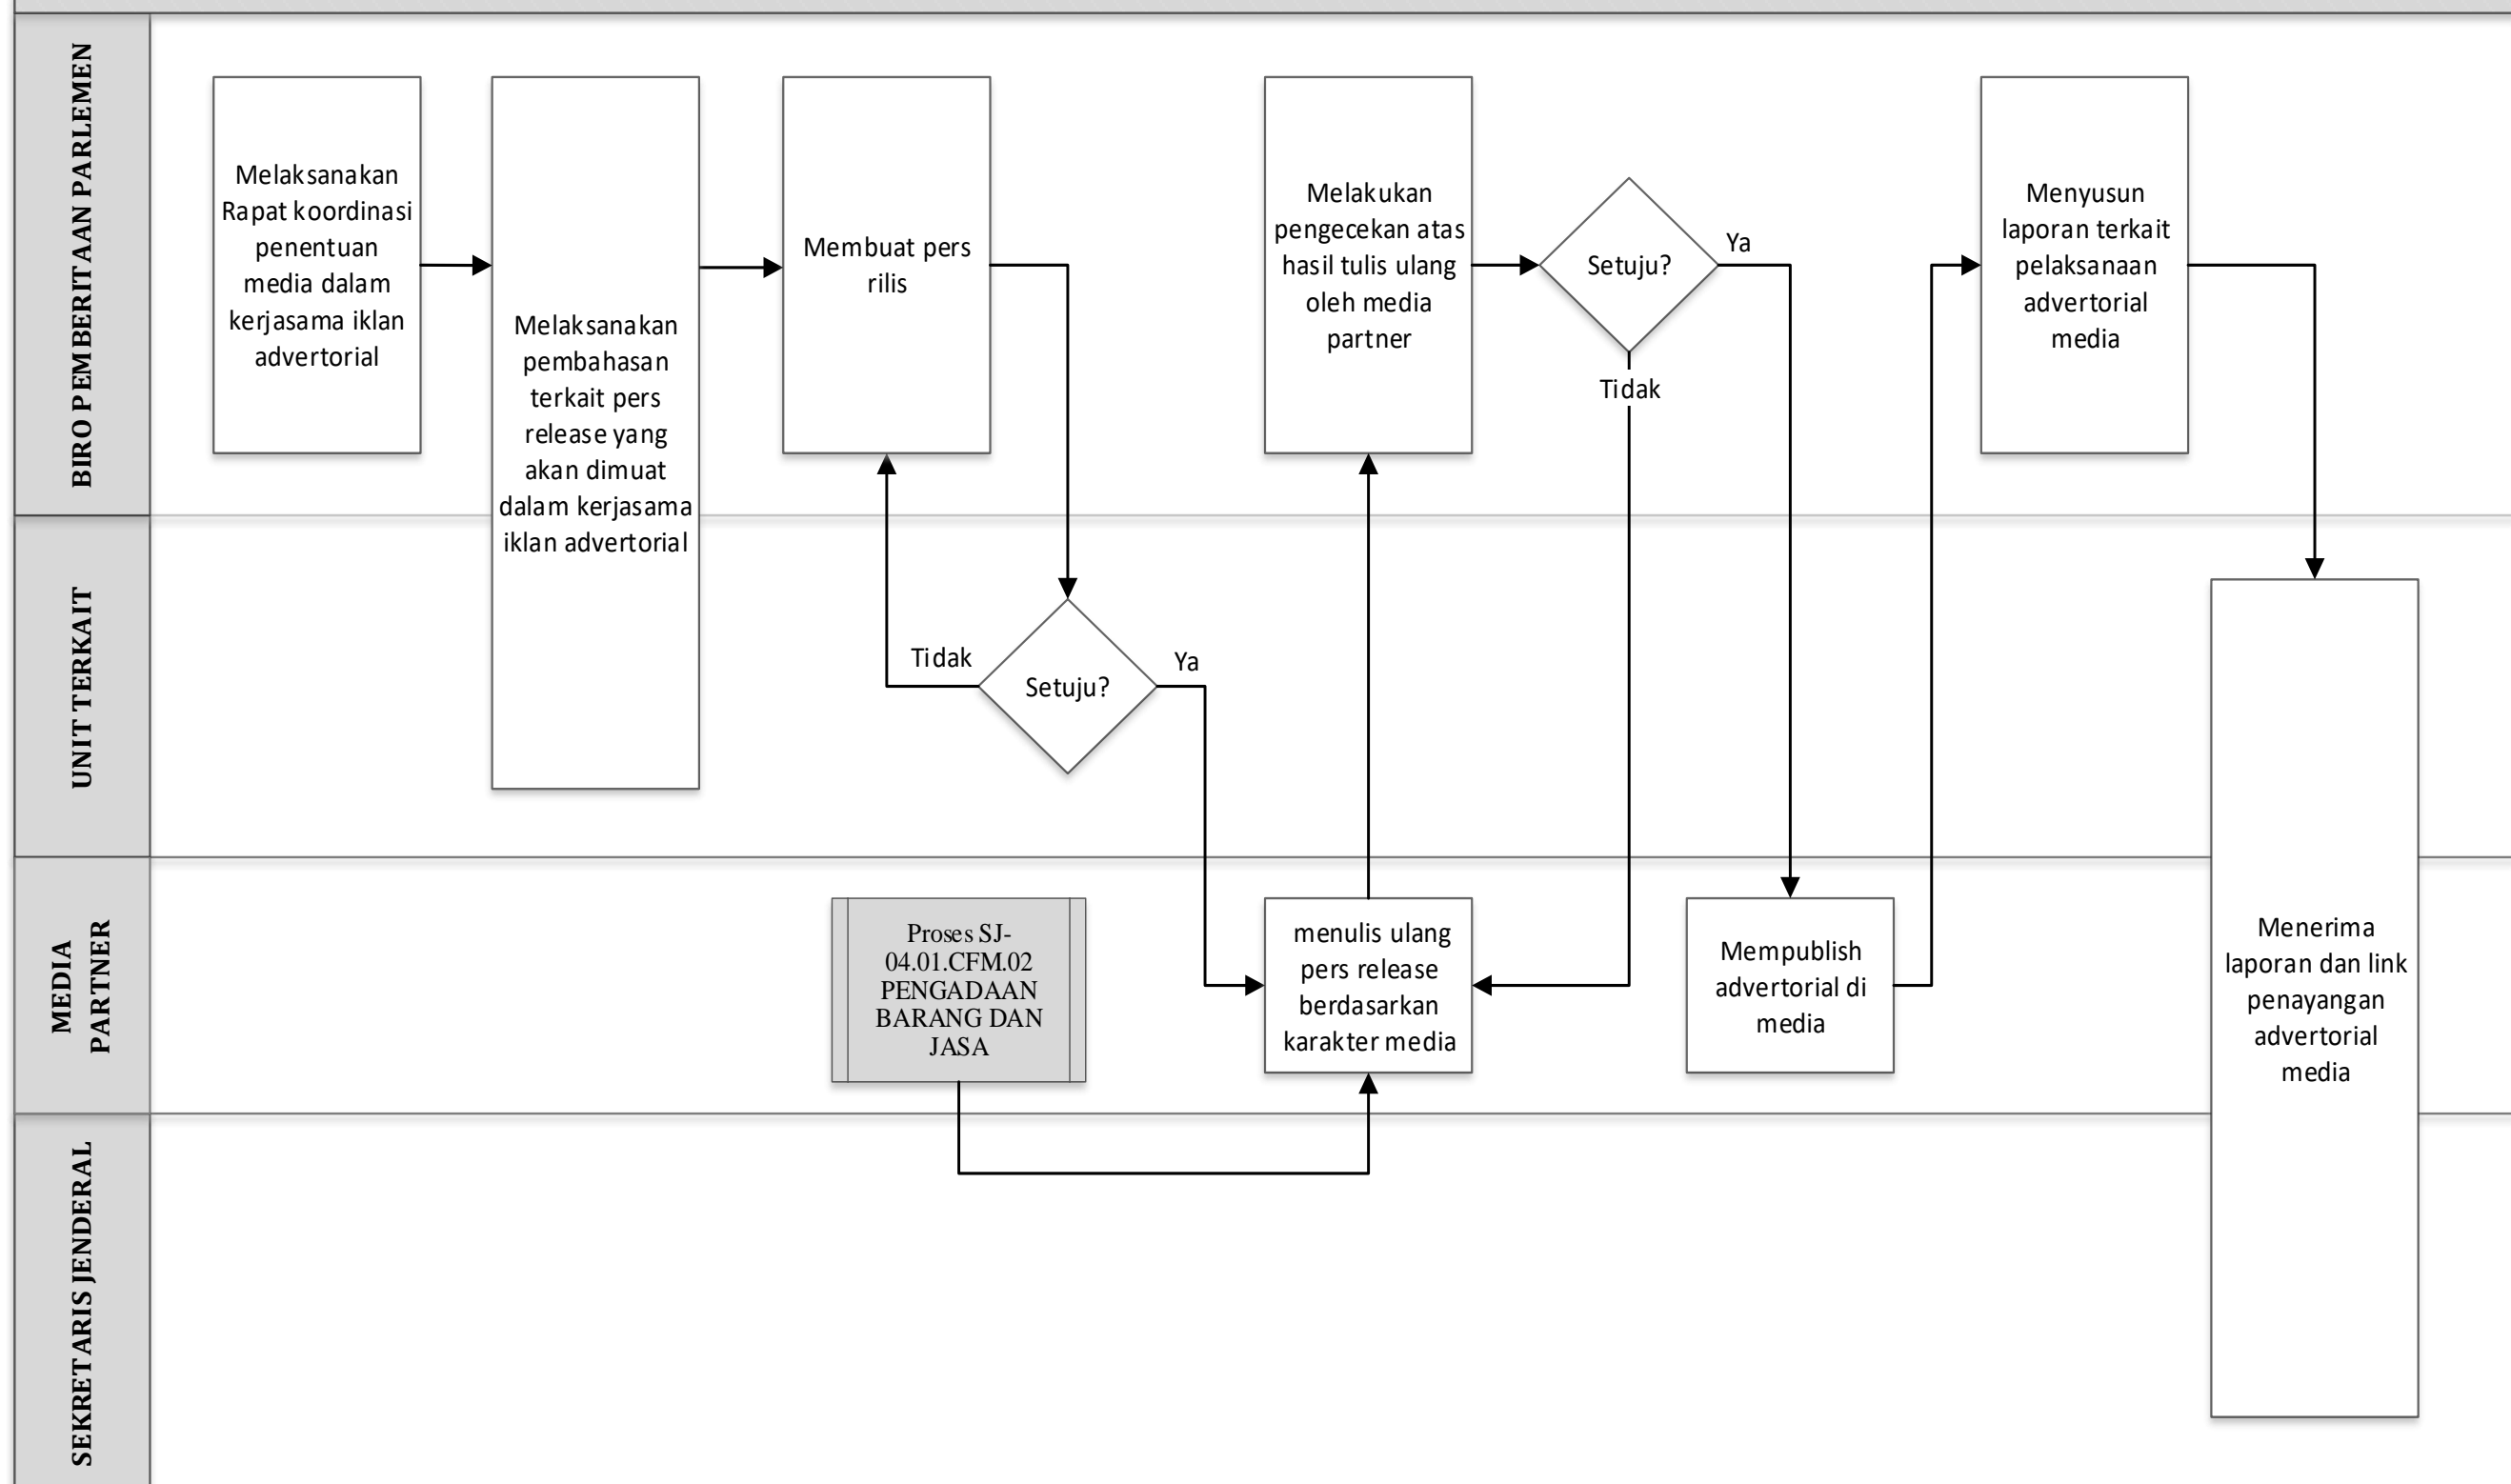 BIRO PEMBERITAAN PARLEMEN
Melaksanakan
Rapat koordinasi
penentuan
media dalam
kerjasama iklan
advertorial
Melaksanakan
pembahasan
terkait pers
release yang
akan dimuat
dalam kerjasama
iklan advertorial
Membuat pers
rilis
Melakukan
pengecekan atas
hasil tulis ulang
oleh media
partner
Setuju?
Ya
Tidak
Menyusun
laporan terkait
pelaksanaan
advertorial
media
UNIT TERKAIT
Tidak
Setuju?
Ya
MEDIA
PARTNER
Proses SJ-
04.01.CFM.02
PENGADAAN
BARANG DAN
JASA
menulis ulang
pers release
berdasarkan
karakter media
Mempublish
advertorial di
media
Menerima
laporan dan link
penayangan
advertorial
media
SEKRETARIS JENDERAL